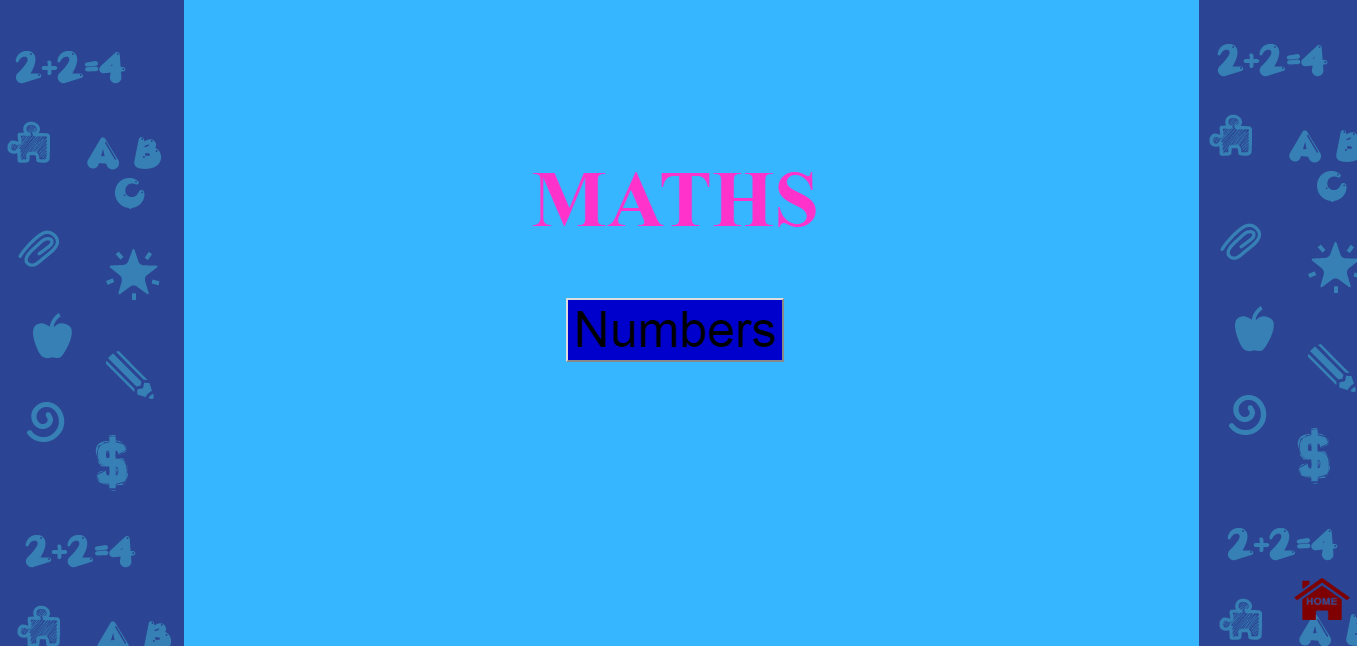 2+2=4
2+2=4
A B
C
A B
C
MATHS
Numbers
$
$
2+2=4
2+2=4
HOME
A B
A B